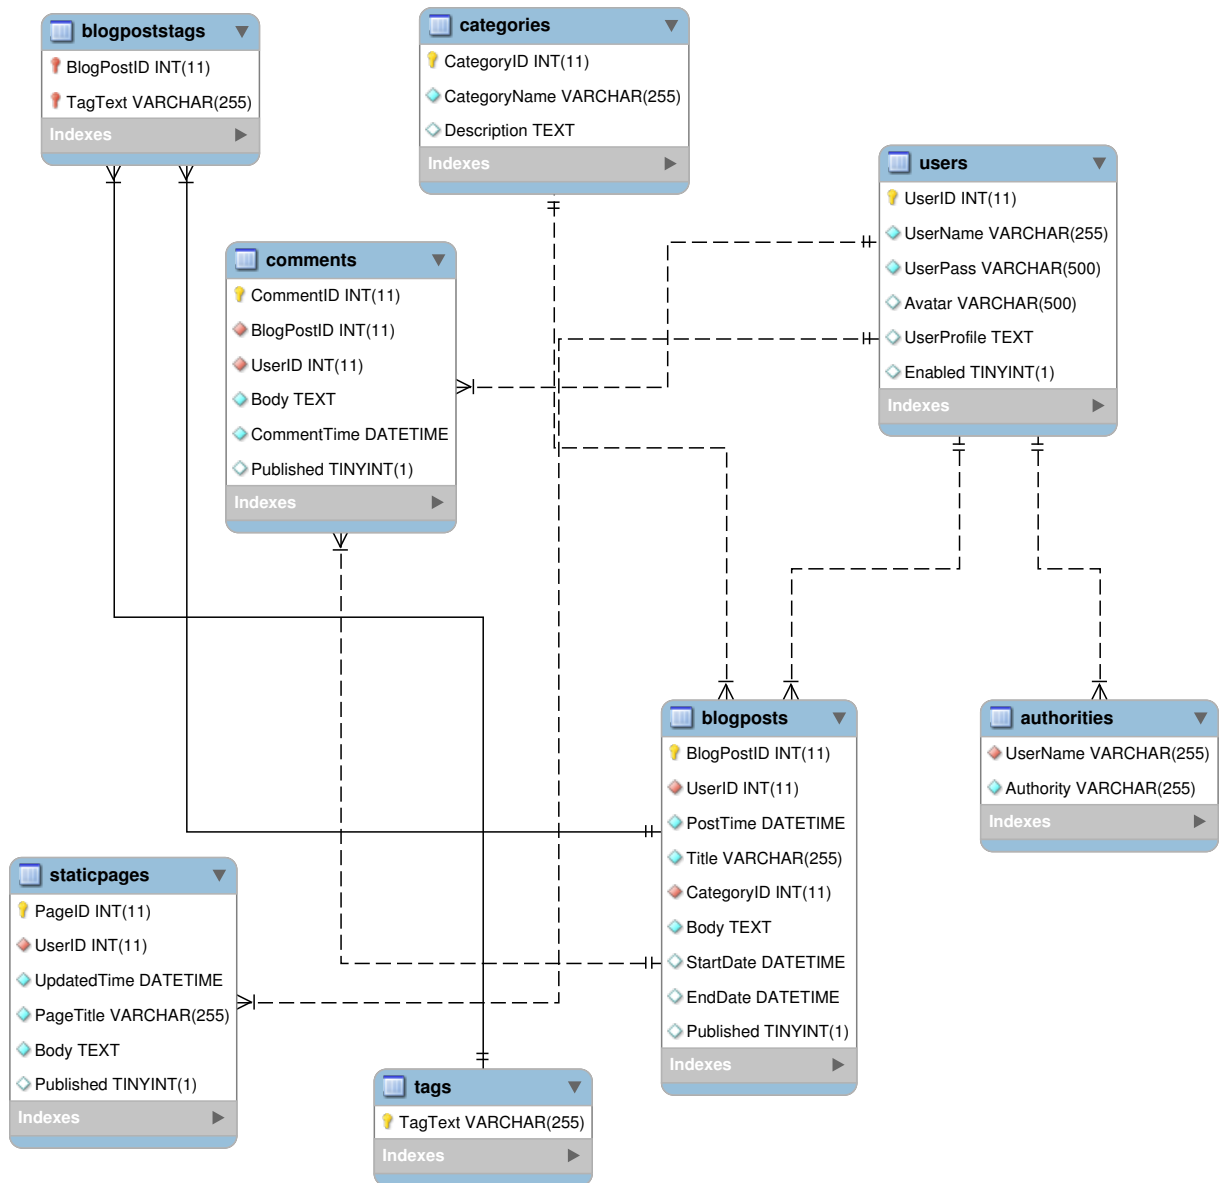 blogpoststags
BlogPostID INT(11)
TagText VARCHAR(255)
Indexes
categories
CategoryID INT(11)
CategoryName VARCHAR(255)
Description TEXT
Indexes
users
UserID INT(11)
UserName VARCHAR(255)
UserPass VARCHAR(500)
Avatar VARCHAR(500)
UserProfile TEXT
Enabled TINYINT(1)
Indexes
comments
CommentID INT(11)
BlogPostID INT(11)
UserID INT(11)
Body TEXT
CommentTime DATETIME
Published TINYINT(1)
Indexes
blogposts
BlogPostID INT(11)
UserID INT(11)
PostTime DATETIME
Title VARCHAR(255)
CategoryID INT(11)
Body TEXT
StartDate DATETIME
EndDate DATETIME
Published TINYINT(1)
Indexes
authorities
UserName VARCHAR(255)
Authority VARCHAR(255)
Indexes
staticpages
PageID INT(11)
UserID INT(11)
UpdatedTime DATETIME
PageTitle VARCHAR(255)
Body TEXT
Published TINYINT(1)
Indexes
tags
TagText VARCHAR(255)
Indexes